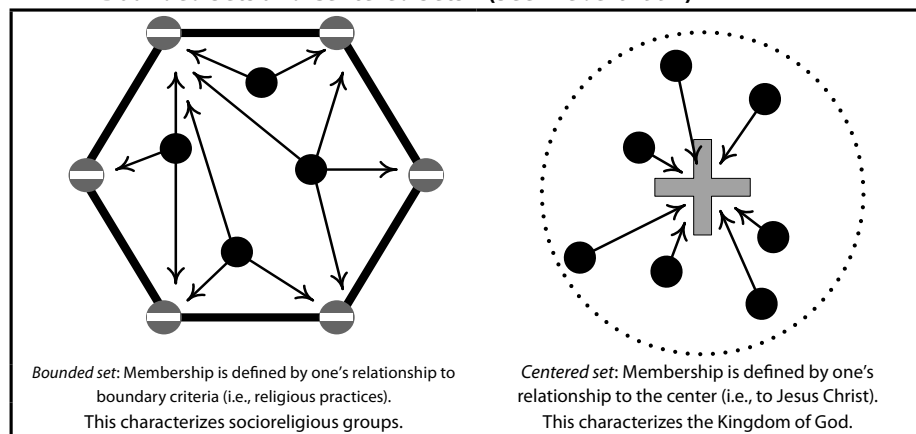 Bounded set: Membership is defined by one’s relationship to
boundary criteria (i.e., religious practices).
This characterizes socioreligious groups.
Centered set: Membership is defined by one’s
relationship to the center (i.e., to Jesus Christ).
This characterizes the Kingdom of God.